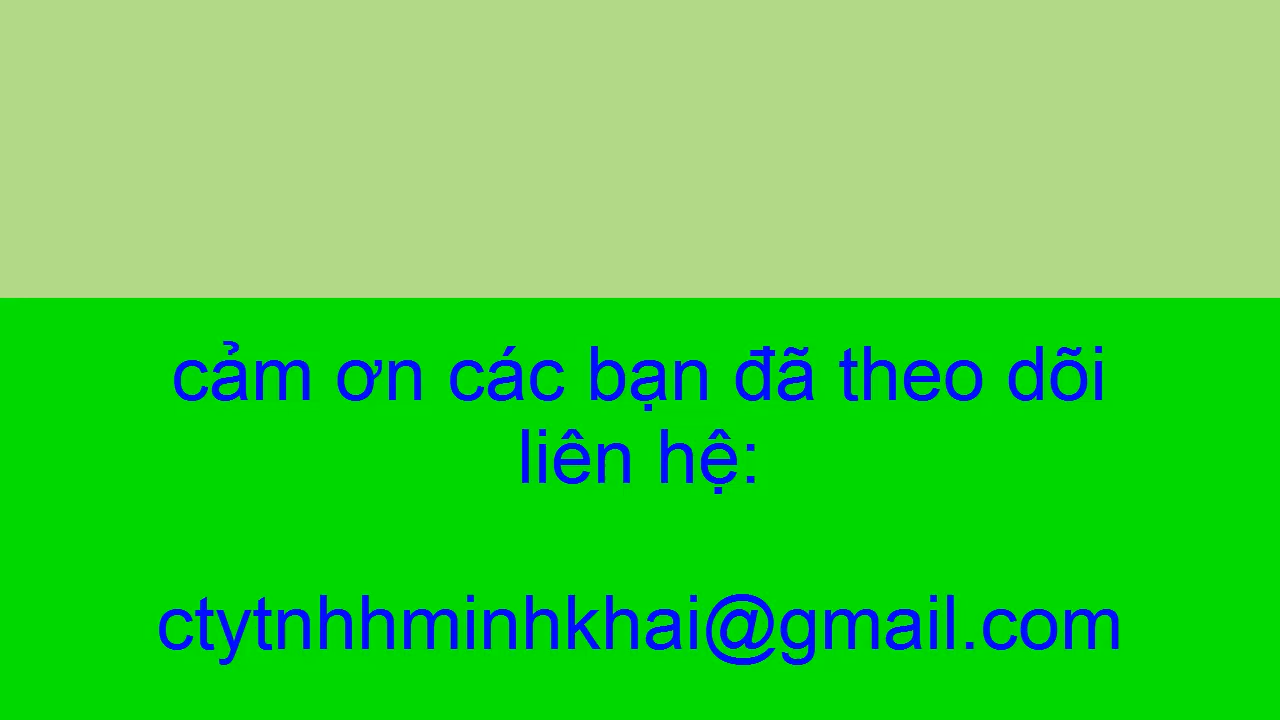 cảm ơn các bạn đã theo dõi
liên hệ:
ctytnhhminhkhai@gmail.com